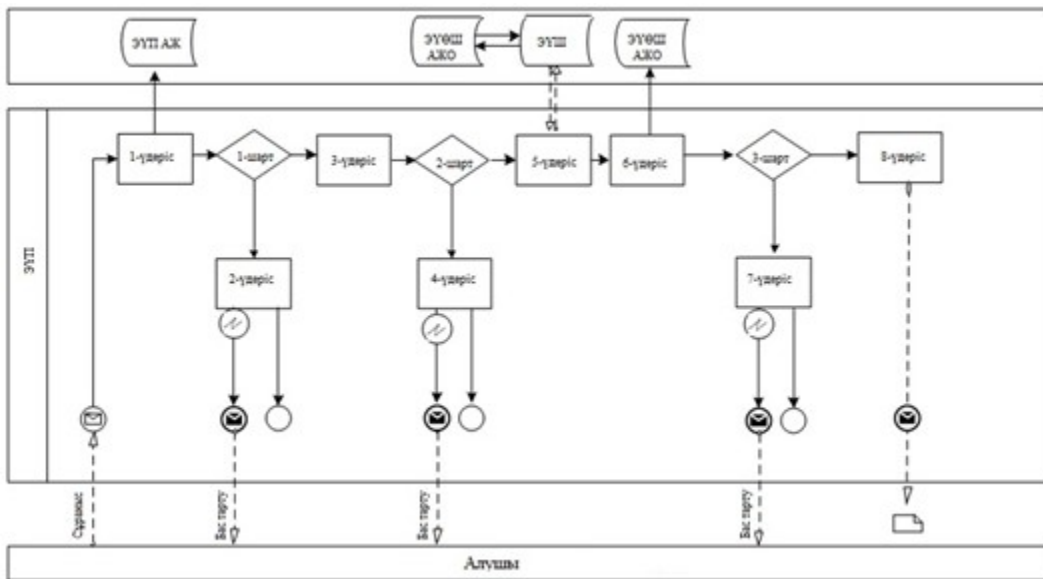 ЭҮП АЖ
ЭҮӨШ
АЖО
ЭҮШ
ЭҮӨШ
АЖО
ЭҮП
1-үдеріс
1-шарт
3-үдеріс
2-шарт
5-үдеріс
6-үдеріс
3-шарт
8-үдеріс
2-үдеріс
4-үдеріс
7-үдеріс
Сұраныс
Бас тарту
Бас тарту
Бас тарту
Алушы